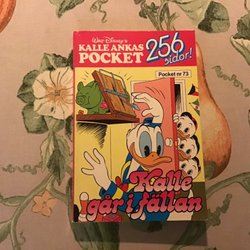 WALT DISNEY'S
KALLE ANKAS
POCKET
256
sidor!
Pocket nr 73
Kalle
går i fällan